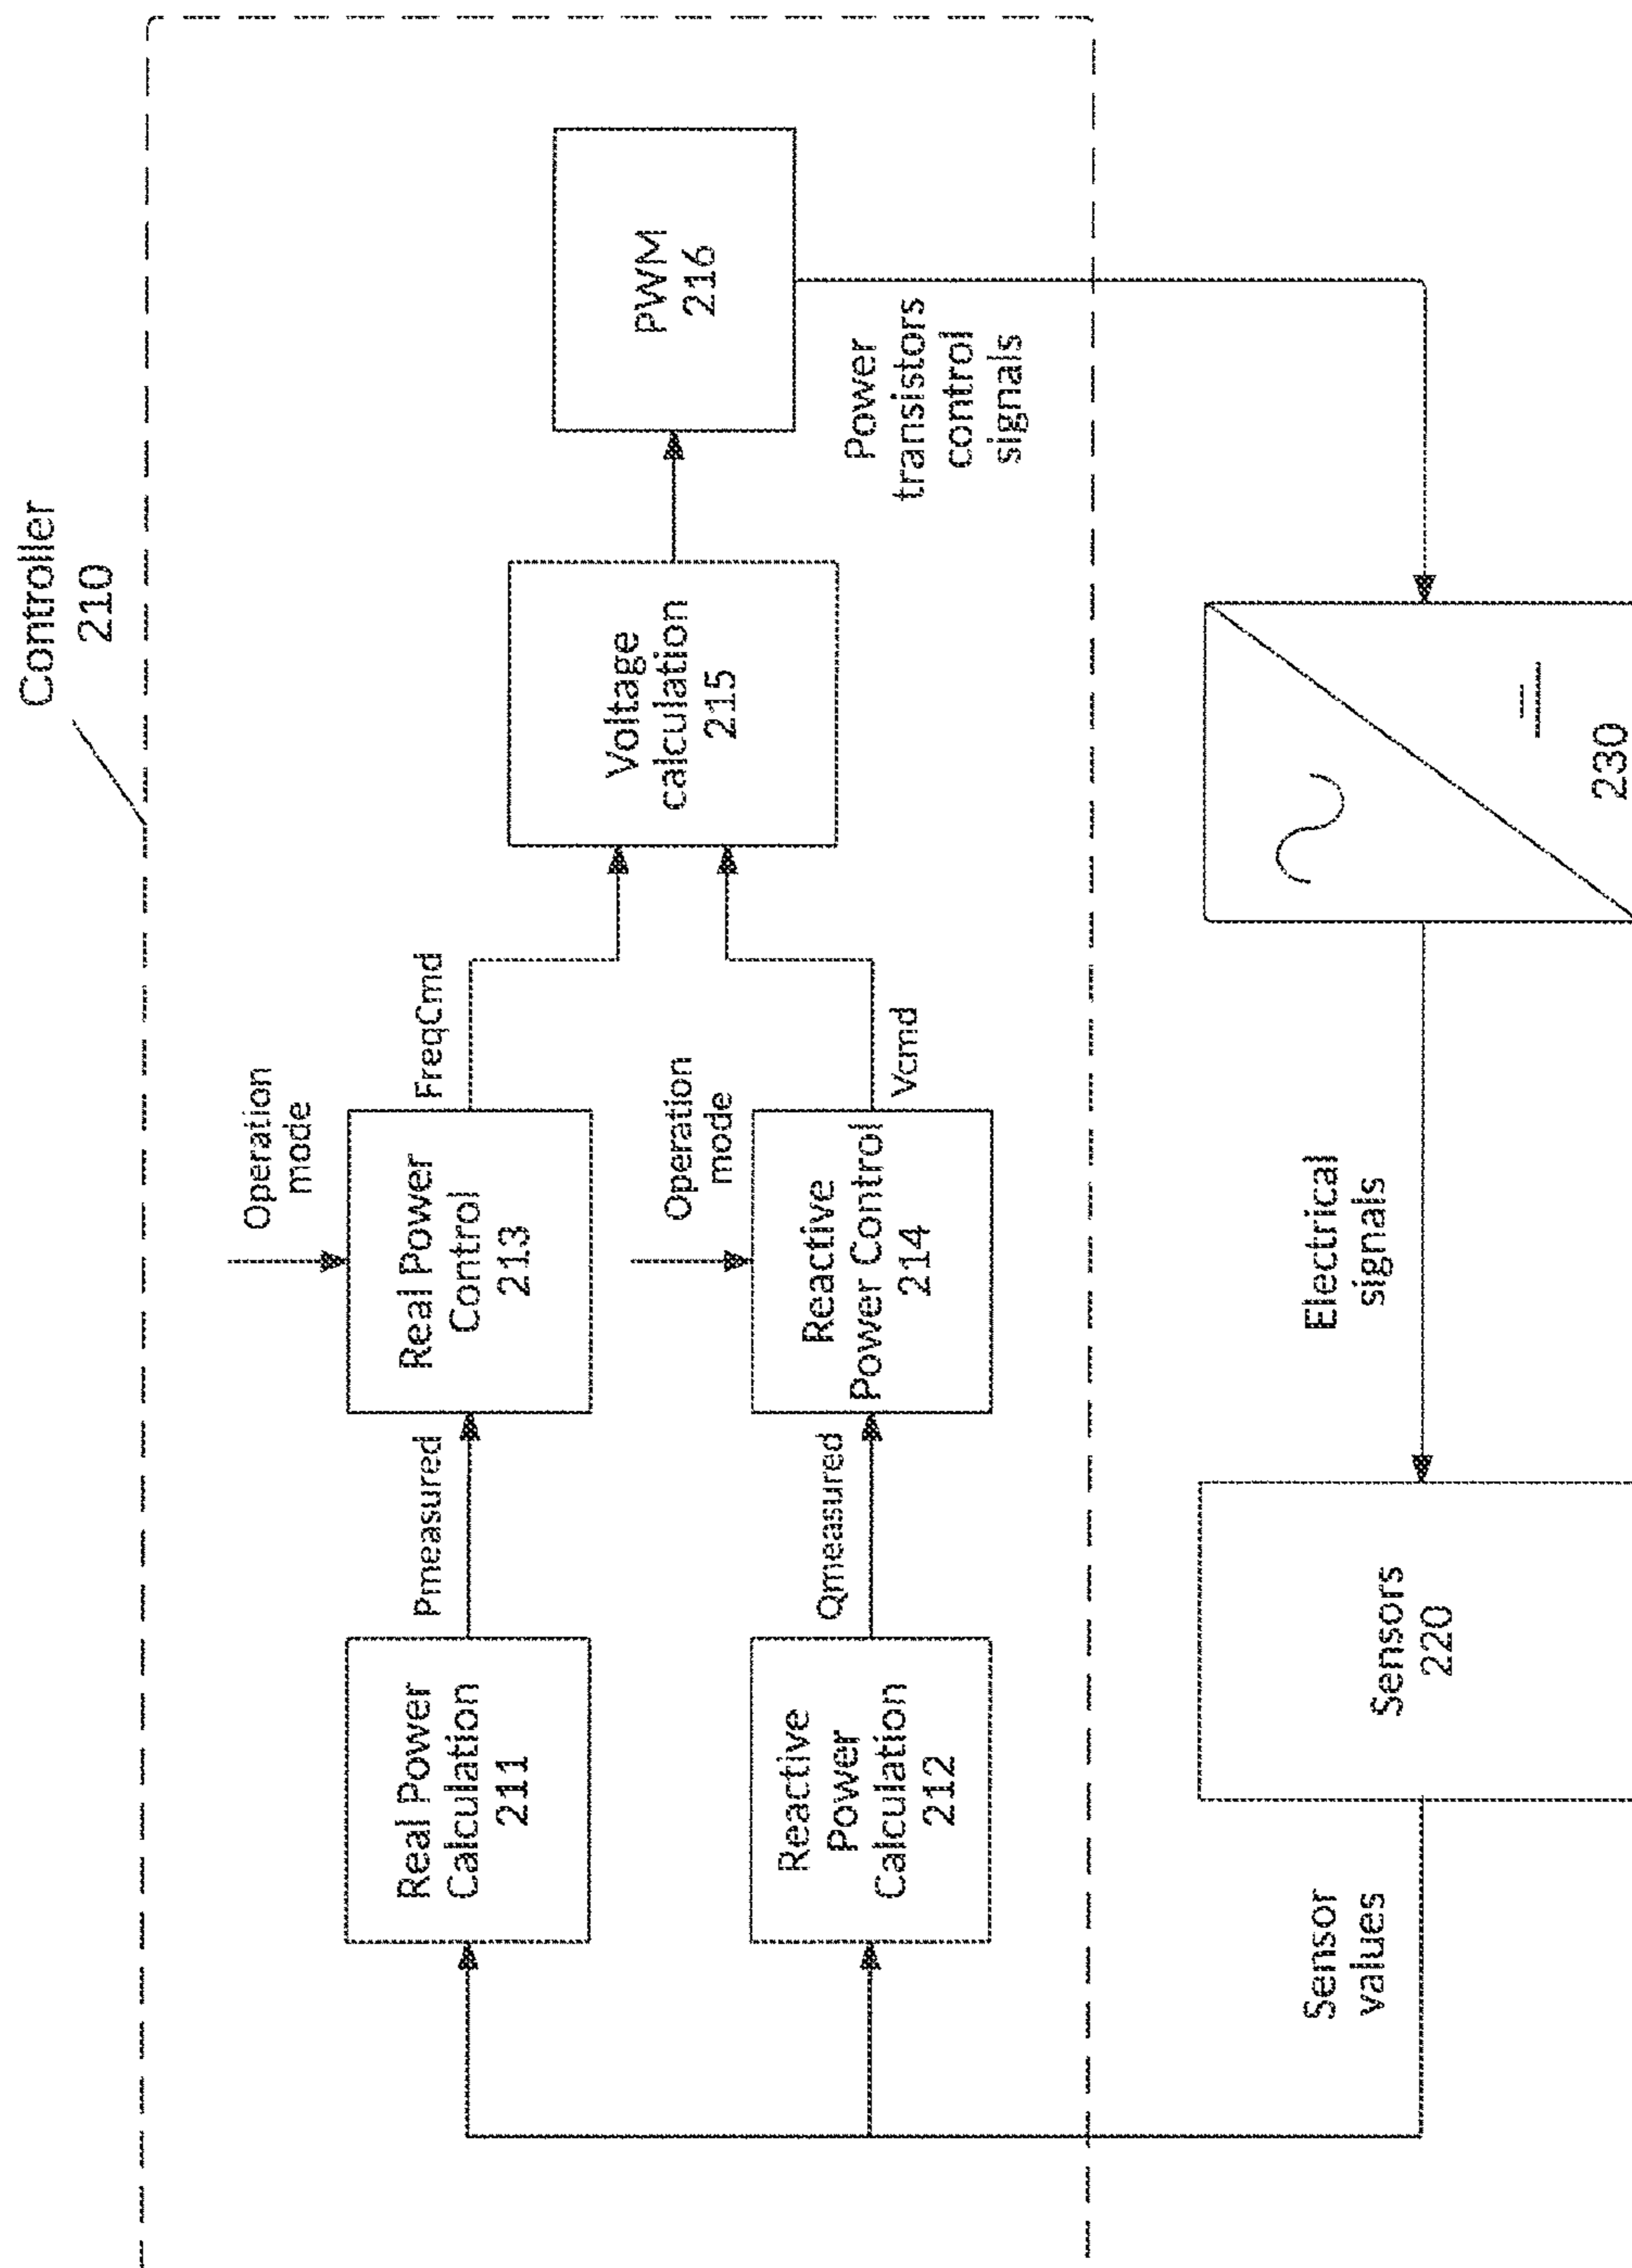 Controller
210
Operation
mode
Real Power
Calculation
211
Pmeasured
Real Power
Control
213
FreqCmd
Operation
mode
Reactive
Power
Calculation
212
Qmeasured
Reactive
Power Control
214
Vcmd
Voltage
calculation
215
PWM
216
Power
transistors
control
signals
Sensor
values
Sensors
220
Electrical
signals
230